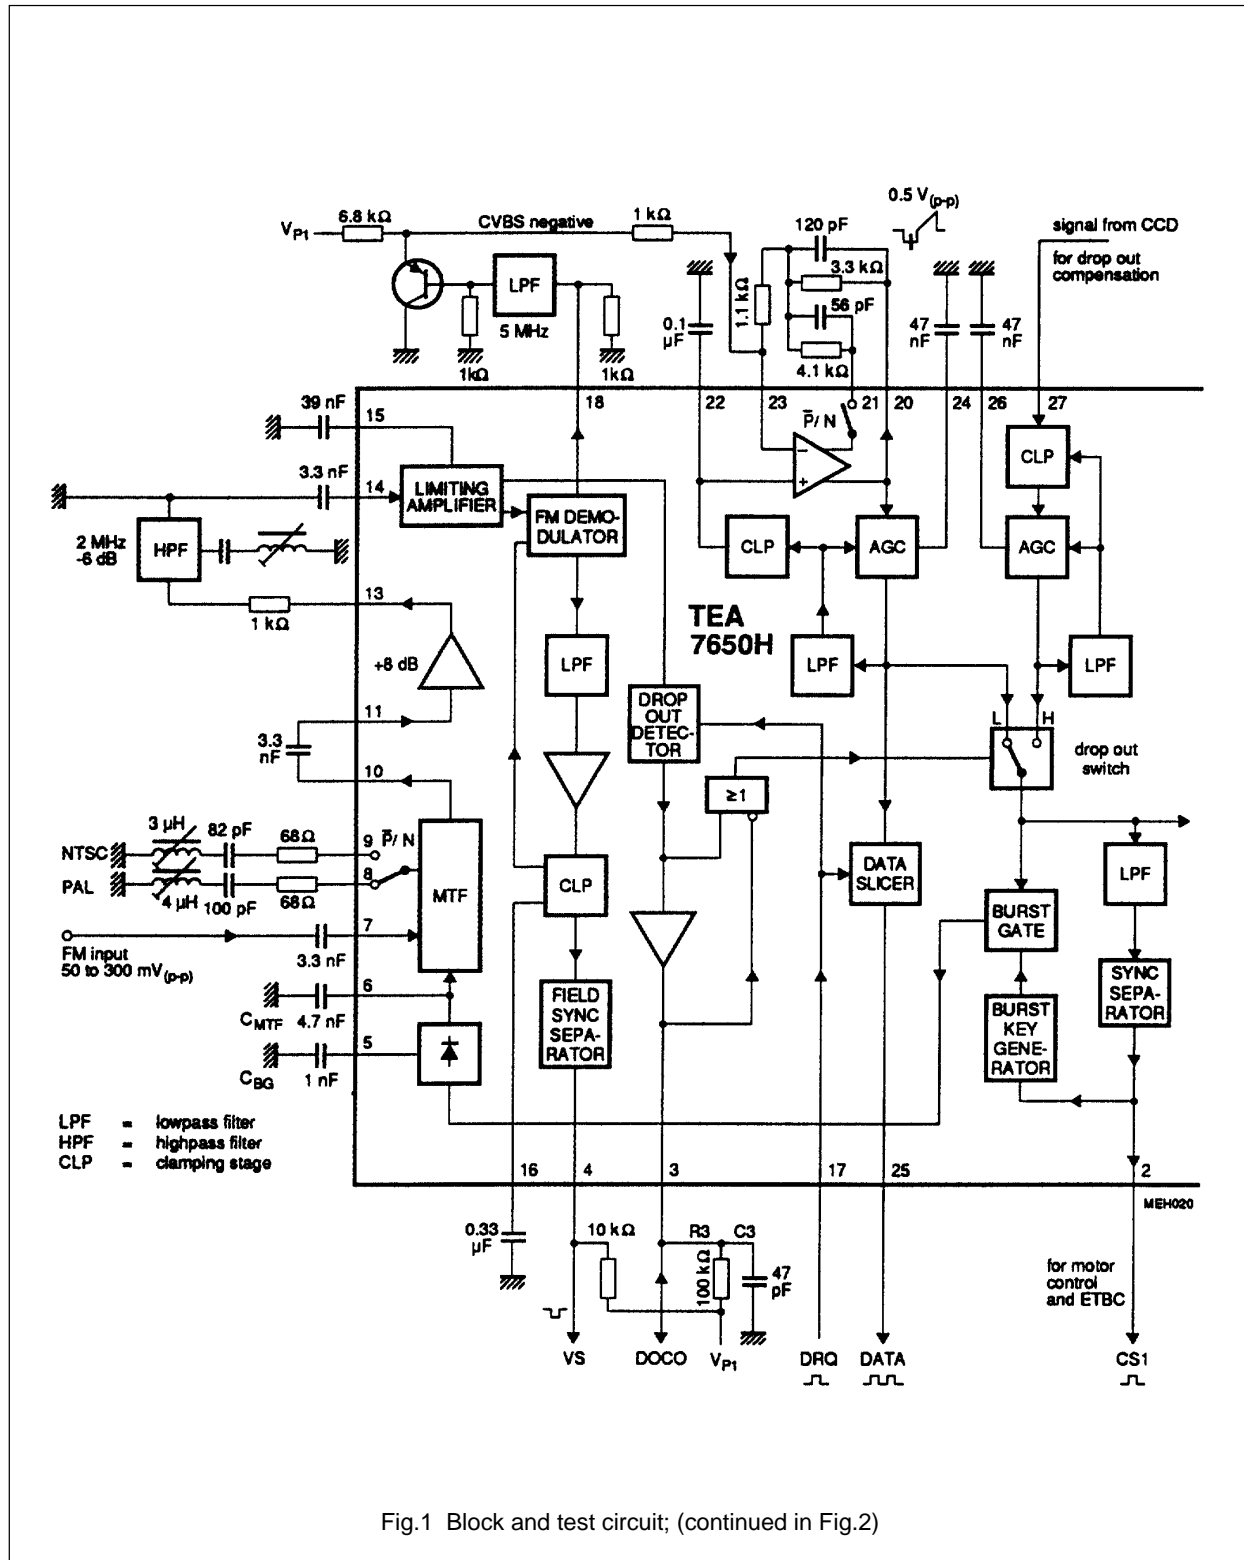 0.5 V(p-p)
6.8 kΩ
VP1
CVBS negative
1 kΩ
120 pF
signal from CCD
for drop out
compensation
LPF
5 MHz
1kΩ
1kΩ
3.3 kΩ
1.1 kΩ
56 pF
4.1 kΩ
0.1
μF
47
nF
47
nF
39 nF
15
18
22
23
P̅/ N
21
20
24
26
27
CLP
3.3 nF
14
LIMITING
AMPLIFIER
FM DEMO-
DULATOR
−
+
2 MHz
-6 dB
HPF
CLP
AGC
AGC
13
1 kΩ
TEA
7650H
+8 dB
LPF
LPF
LPF
DROP
OUT
DETEC-
TOR
11
3.3
nF
10
L
H
drop out
switch
≥1
3 μH
82 pF
68Ω
9
P̅/ N
NTSC
PAL
4 μH
100 pF
68Ω
8
MTF
CLP
DATA
SLICER
LPF
7
FM input
50 to 300 mV(p-p)
3.3 nF
BURST
GATE
6
CMTF
4.7 nF
FIELD
SYNC
SEPA-
RATOR
BURST
KEY
GENE-
RATOR
SYNC
SEPA-
RATOR
5
CBG
1 nF
LPF = lowpass filter
HPF = highpass filter
CLP = clamping stage
16
4
3
17
25
2
MEH020
0.33
μF
10 kΩ
R3
C3
100 kΩ
47
pF
for motor
control
and ETBC
VS
DOCO
VP1
DRQ
DATA
CS1
Fig.1 Block and test circuit; (continued in Fig.2)